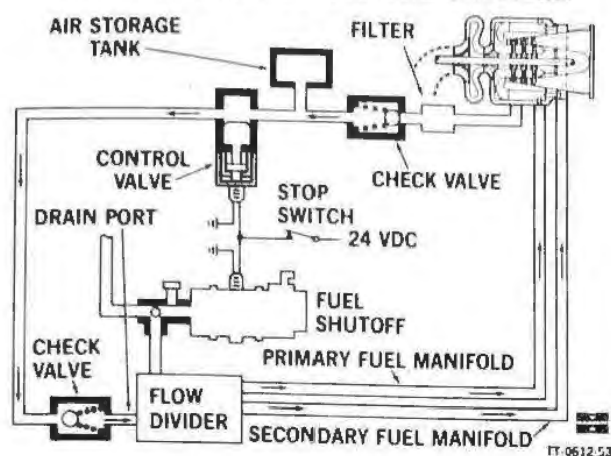 AIR STORAGE
TANK
FILTER
CONTROL
VALVE
CHECK VALVE
STOP
SWITCH
24 VDC
DRAIN PORT
FUEL
SHUTOFF
CHECK
VALVE
PRIMARY FUEL MANIFOLD
FLOW
DIVIDER
SECONDARY FUEL MANIFOLD